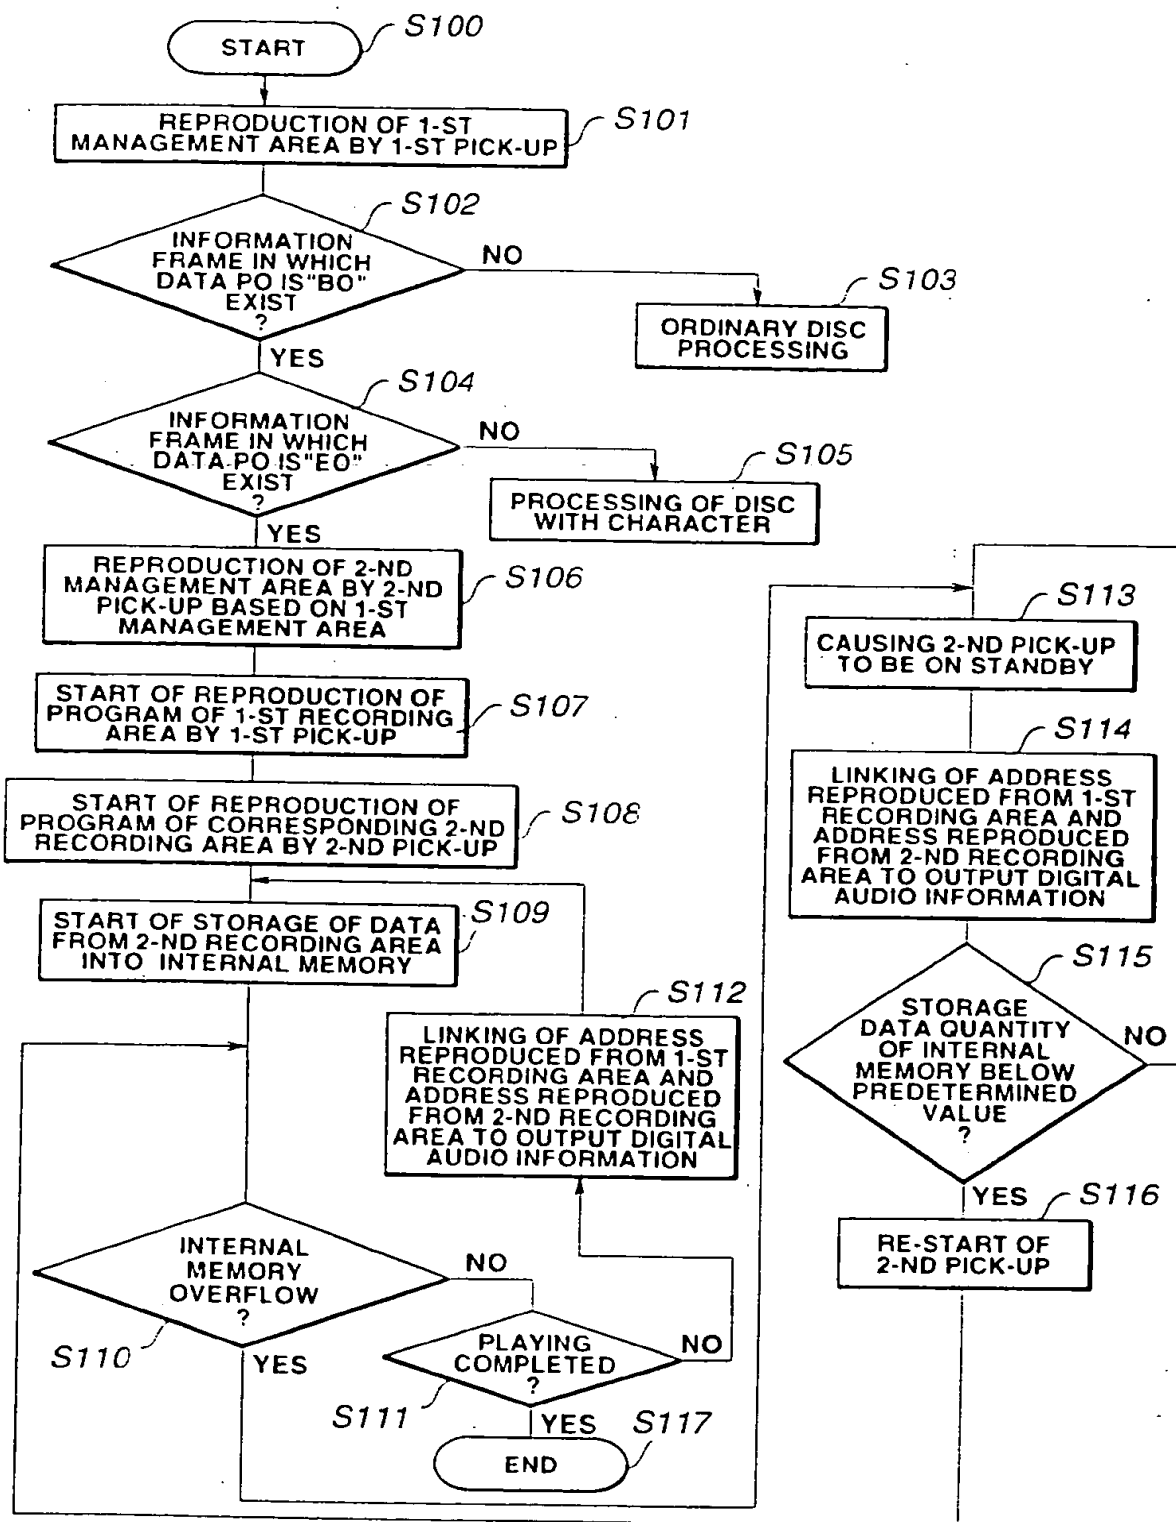 S100
START
S101
REPRODUCTION OF 1-ST
MANAGEMENT AREA BY 1-ST PICK-UP
S102
INFORMATION
FRAME IN WHICH
DATA PO IS"BO"
EXIST
?
NO
YES
S103
ORDINARY DISC
PROCESSING
S104
INFORMATION
FRAME IN WHICH
DATA PO IS"EO"
EXIST
?
NO
YES
S105
PROCESSING OF DISC
WITH CHARACTER
S106
REPRODUCTION OF 2-ND
MANAGEMENT AREA BY 2-ND
PICK-UP BASED ON 1-ST
MANAGEMENT AREA
S107
START OF REPRODUCTION OF
PROGRAM OF 1-ST RECORDING
AREA BY 1-ST PICK-UP
S108
START OF REPRODUCTION OF
PROGRAM OF CORRESPONDING 2-ND
RECORDING AREA BY 2-ND PICK-UP
S109
START OF STORAGE OF DATA
FROM 2-ND RECORDING AREA
INTO INTERNAL MEMORY
S110
INTERNAL
MEMORY
OVERFLOW
?
NO
YES
S111
PLAYING
COMPLETED
?
NO
YES
S112
LINKING OF ADDRESS
REPRODUCED FROM 1-ST
RECORDING AREA AND
ADDRESS REPRODUCED
FROM 2-ND RECORDING
AREA TO OUTPUT DIGITAL
AUDIO INFORMATION
S117
END
S113
CAUSING 2-ND PICK-UP
TO BE ON STANDBY
S114
LINKING OF ADDRESS
REPRODUCED FROM 1-ST
RECORDING AREA AND
ADDRESS REPRODUCED
FROM 2-ND RECORDING
AREA TO OUTPUT DIGITAL
AUDIO INFORMATION
S115
STORAGE
DATA QUANTITY
OF INTERNAL
MEMORY BELOW
PREDETERMINED
VALUE
?
NO
YES
S116
RE-START OF
2-ND PICK-UP